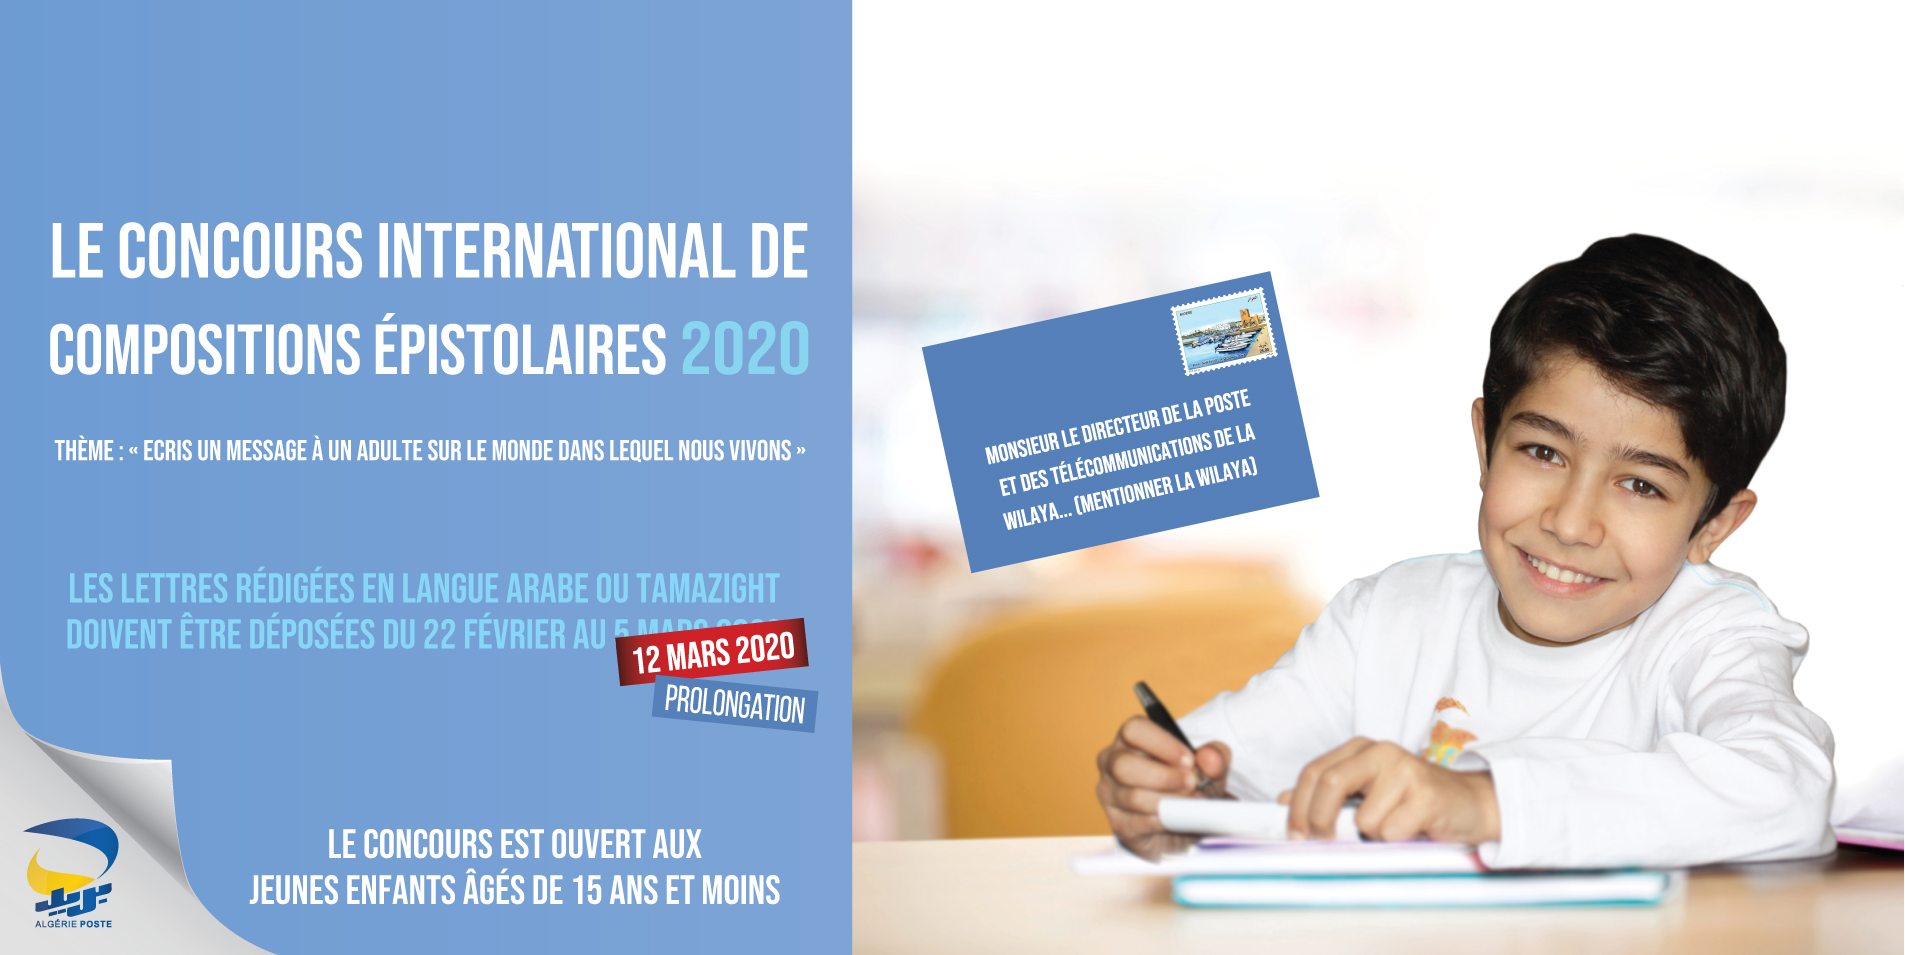 LE CONCOURS INTERNATIONAL DE
COMPOSITIONS ÉPISTOLAIRES 2020
THÈME : « ECRIS UN MESSAGE À UN ADULTE SUR LE MONDE DANS LEQUEL NOUS VIVONS »
LES LETTRES RÉDIGÉES EN LANGUE ARABE OU TAMAZIGHT
DOIVENT ÊTRE DÉPOSÉES DU 22 FÉVRIER AU 5 MARS
12 MARS 2020
PROLONGATION
LE CONCOURS EST OUVERT AUX
JEUNES ENFANTS ÂGÉS DE 15 ANS ET MOINS
بريد
ALGÉRIE POSTE
MONSIEUR LE DIRECTEUR DE LA POSTE
ET DES TÉLÉCOMMUNICATIONS DE LA
WILAYA... (MENTIONNER LA WILAYA)